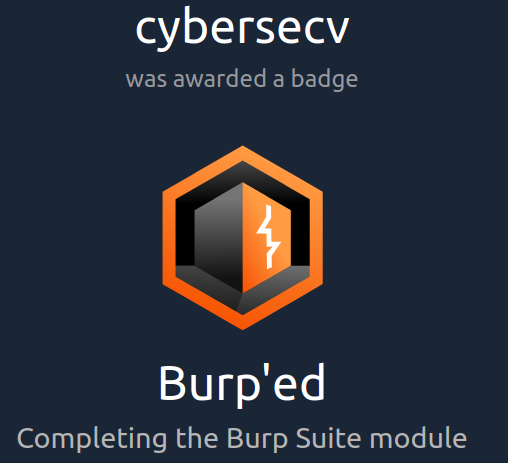 cybersecv
was awarded a badge
Burp'ed
Completing the Burp Suite module